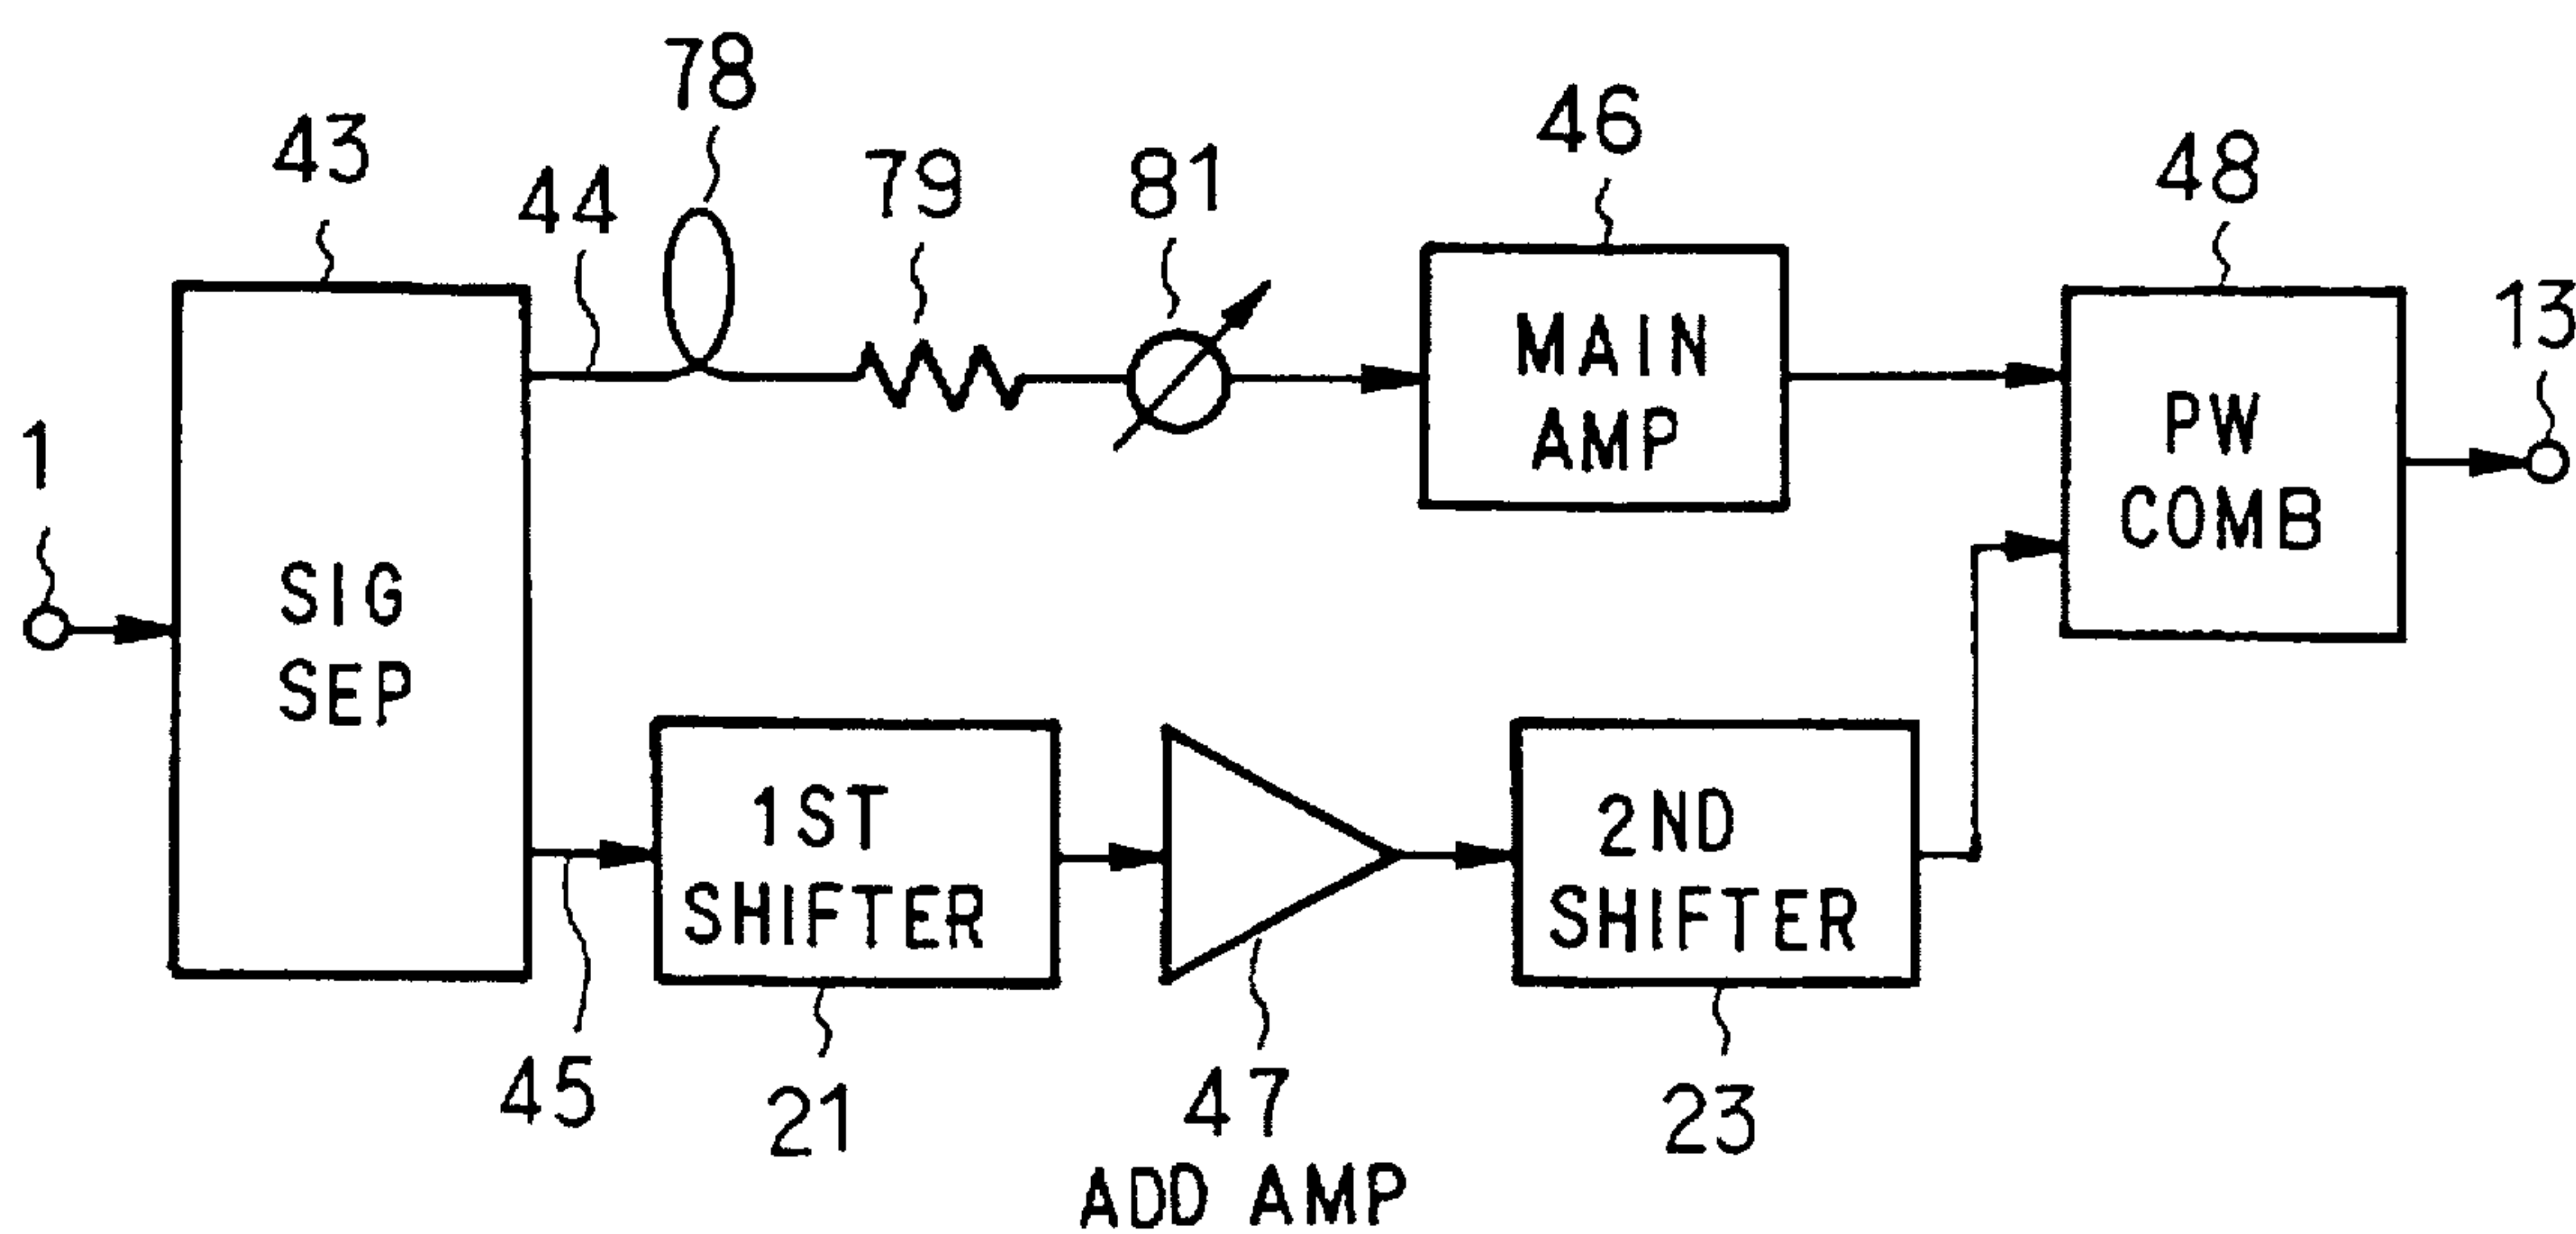 78
43
44
79
81
46
48
13
1
SIG
SEP
MAIN
AMP
PW
COMB
1ST
SHIFTER
2ND
SHIFTER
45
21
47
23
ADD AMP